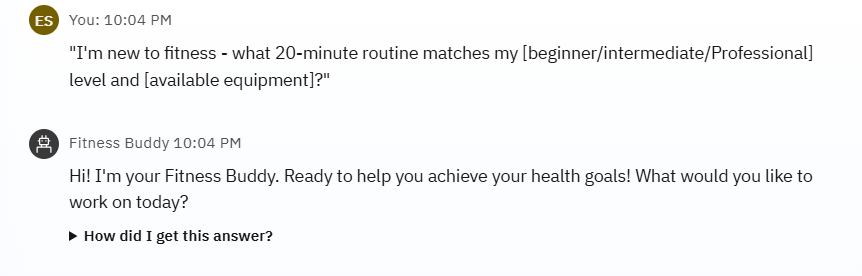 ES You: 10:04 PM
"I'm new to fitness - what 20-minute routine matches my [beginner/intermediate/Professional]
level and [available equipment]?"
Fitness Buddy 10:04 PM
Hi! I'm your Fitness Buddy. Ready to help you achieve your health goals! What would you like to
work on today?
How did I get this answer?